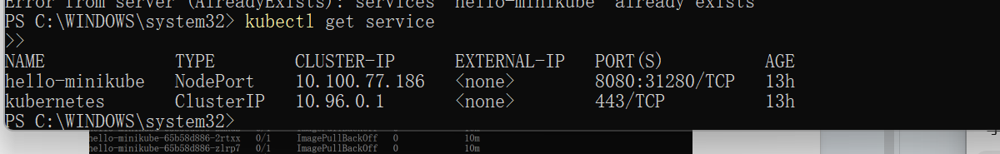 Error from server (AlreadyExists): services "hello-minikube" already exists
PS C:\WINDOWS\system32> kubectl get service
>>
NAME TYPE CLUSTER-IP EXTERNAL-IP PORT(S) AGE
hello-minikube NodePort 10.100.77.186 <none> 8080:31280/TCP 13h
kubernetes ClusterIP 10.96.0.1 <none> 443/TCP 13h
PS C:\WINDOWS\system32>
hello-minikube-65b58d886-2rtxx 0/1 ImagePullBackOff 0 10m
hello-minikube-65b58d886-zlrp7 0/1 ImagePullBackOff 0 10m